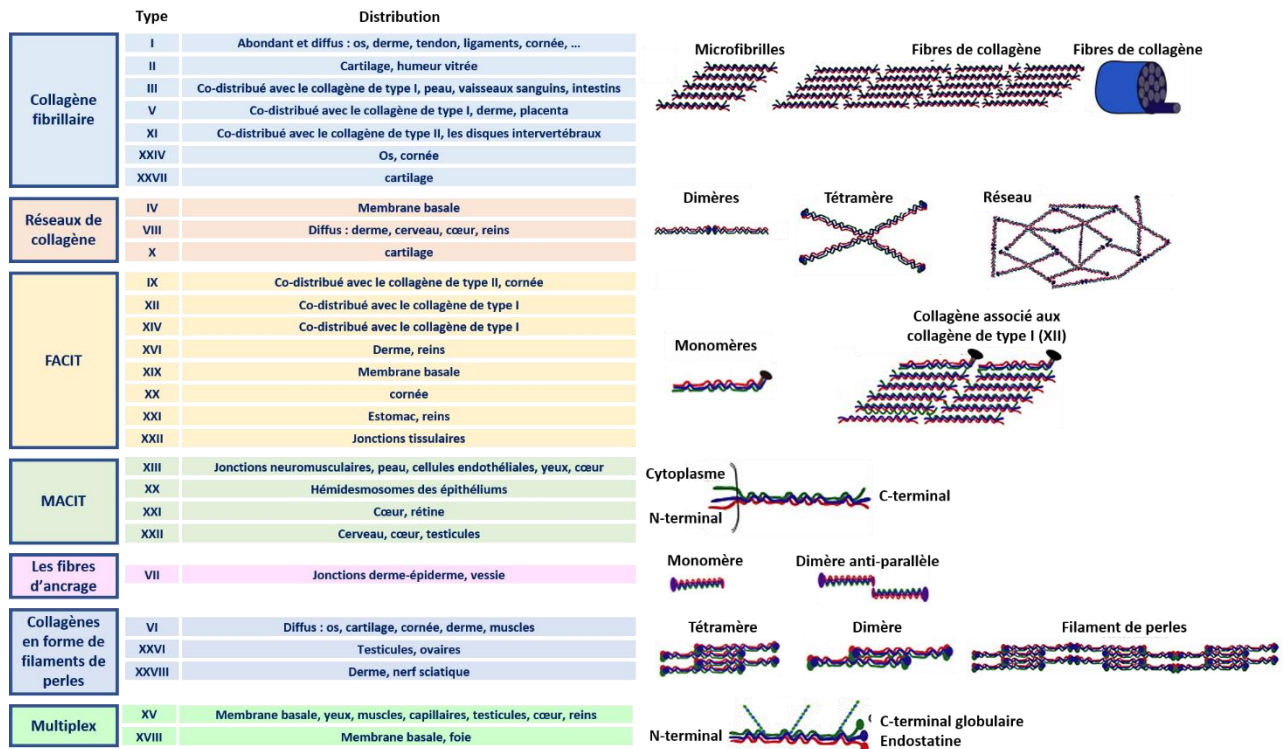 Type Distribution
Collagène fibrillaire
I Abondant et diffus : os, derme, tendon, ligaments, cornée, ...
II Cartilage, humeur vitrée
III Co-distribué avec le collagène de type I, peau, vaisseaux sanguins, intestins
V Co-distribué avec le collagène de type I, derme, placenta
XI Co-distribué avec le collagène de type II, les disques intervertébraux
XXIV Os, cornée
XXVII cartilage
Microfibrilles Fibres de collagène Fibres de collagène
Réseaux de collagène
IV Membrane basale
VIII Diffus : derme, cerveau, cœur, reins
X cartilage
Dimères Tétramère Réseau
FACIT
IX Co-distribué avec le collagène de type II, cornée
XII Co-distribué avec le collagène de type I
XIV Co-distribué avec le collagène de type I
XVI Derme, reins
XIX Membrane basale
XX cornée
XXI Estomac, reins
XXII Jonctions tissulaires
Monomères
Collagène associé aux
collagène de type I (XII)
MACIT
XIII Jonctions neuromusculaires, peau, cellules endothéliales, yeux, cœur
XX Hémidesmosomes des épithéliums
XXI Cœur, rétine
XXII Cerveau, cœur, testicules
Cytoplasme
C-terminal
N-terminal
Les fibres d'ancrage
VII Jonctions derme-épiderme, vessie
Monomère Dimère anti-parallèle
Collagènes en forme de filaments de perles
VI Diffus : os, cartilage, cornée, derme, muscles
XXVI Testicules, ovaires
XXVIII Derme, nerf sciatique
Tétramère Dimère Filament de perles
Multiplex
XV Membrane basale, yeux, muscles, capillaires, testicules, cœur, reins
XVIII Membrane basale, foie
N-terminal
C-terminal globulaire
Endostatine